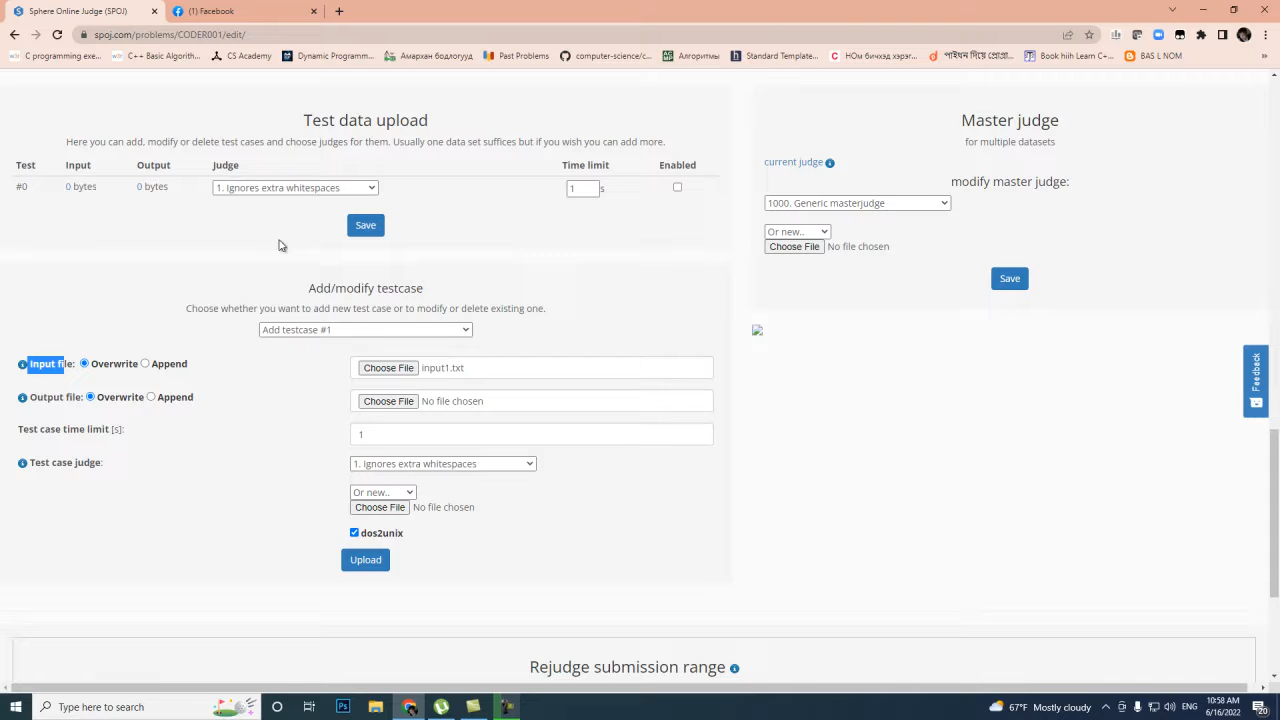 Sphere Online Judge (SPOJ)
Facebook
spoj.com/problems/CODER001/edit/
C program exerc...
C++ Basic Algorith...
CS Academy
Dynamic Programm...
Past Problems
computer-science/c...
Алгоритмы
Standard Template...
НОм бичгэд хэрэгт...
Book hiih Learn C+...
BAS L NOM
Test data upload
Here you can add, modify or delete test cases and choose judges for them. Usually one data set suffices but if you wish you can add more.
Test Input Output Judge Time limit Enabled
#0 0 bytes 0 bytes 1. Ignores extra whitespaces 1 s
Save
Master judge
for multiple datasets
current judge
modify master judge:
1000. Generic masterjudge
Or new..
Choose File No file chosen
Save
Add/modify testcase
Choose whether you want to add new test case or to modify or delete existing one.
Add testcase #1
Input file: Overwrite Append Choose File input1.txt
Output file: Overwrite Append Choose File No file chosen
Test case time limit [s]: 1
Test case judge: 1. Ignores extra whitespaces
Or new..
Choose File No file chosen
dos2unix
Upload
Feedback
Rejudge submission range
Type here to search
Ps
67°F Mostly cloudy
ENG
10:58 AM
6/16/2022
20